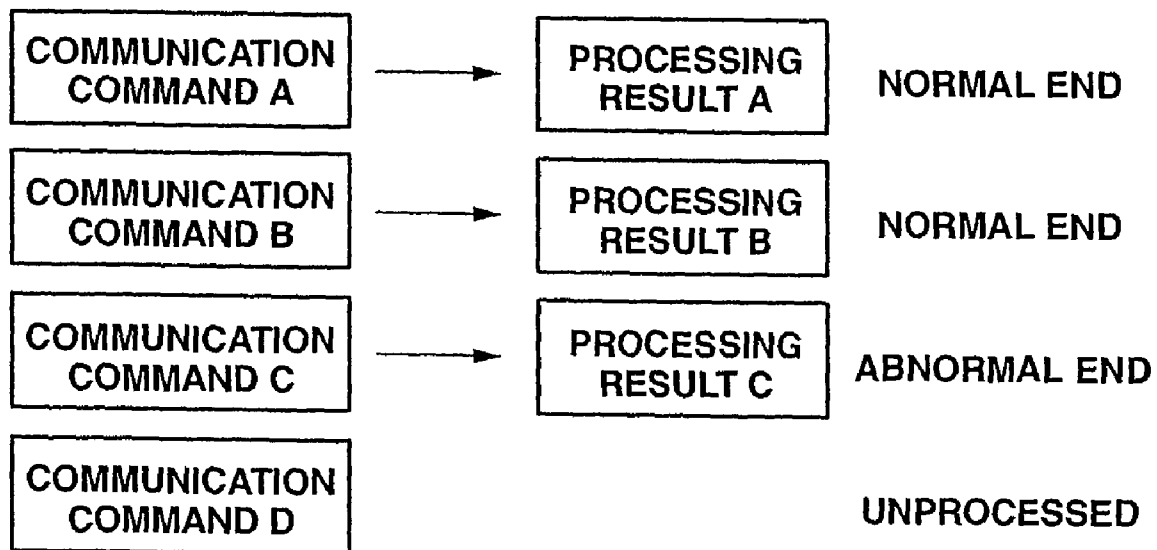 COMMUNICATION
COMMAND A
PROCESSING
RESULT A
NORMAL END
COMMUNICATION
COMMAND B
PROCESSING
RESULT B
NORMAL END
COMMUNICATION
COMMAND C
PROCESSING
RESULT C
ABNORMAL END
COMMUNICATION
COMMAND D
UNPROCESSED